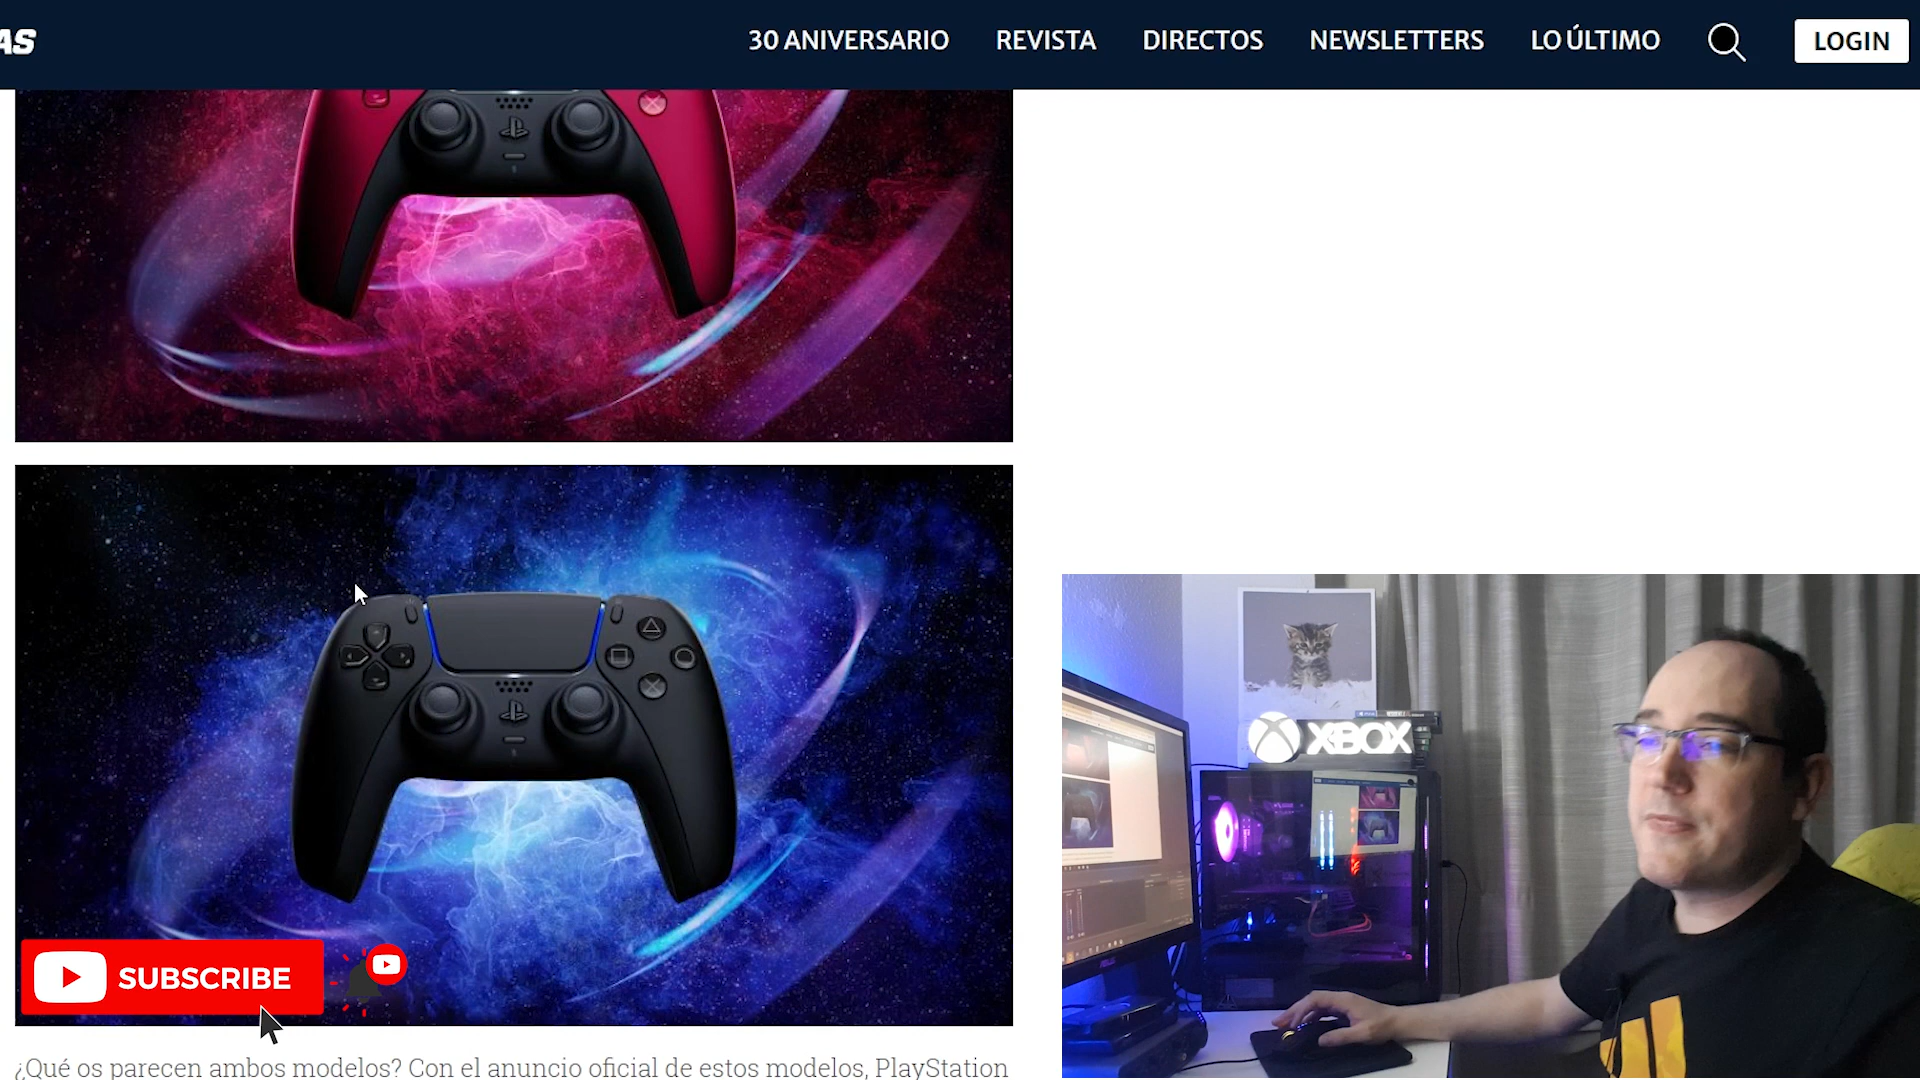 AS
30 ANIVERSARIO
REVISTA
DIRECTOS
NEWSLETTERS
LO ÚLTIMO
LOGIN
XBOX
SUBSCRIBE
¿Qué os parecen ambos modelos? Con el anuncio oficial de estos modelos, PlayStation